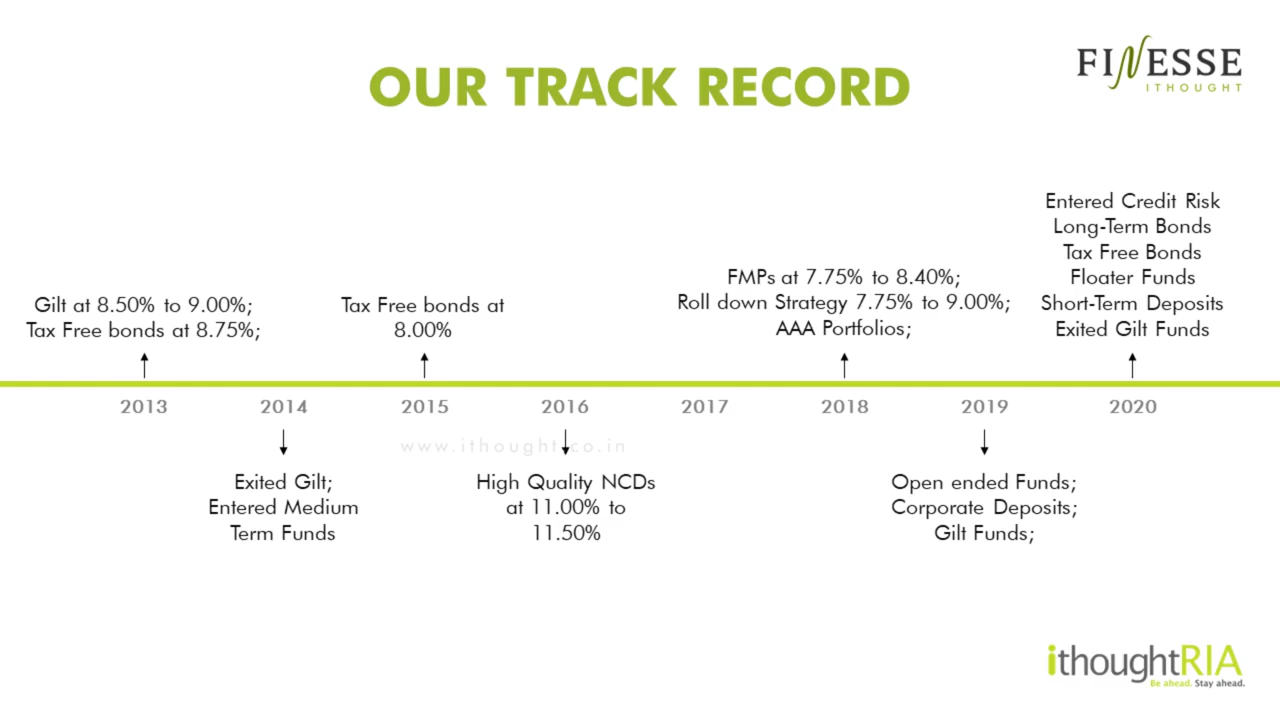 FINESSE
ITHOUGHT
OUR TRACK RECORD
Gilt at 8.50% to 9.00%;
Tax Free bonds at 8.75%;
Tax Free bonds at
8.00%
FMPs at 7.75% to 8.40%;
Roll down Strategy 7.75% to 9.00%;
AAA Portfolios;
Entered Credit Risk
Long-Term Bonds
Tax Free Bonds
Floater Funds
Short-Term Deposits
Exited Gilt Funds
2013 2014 2015 2016 2017 2018 2019 2020
www.ithought.co.in
Exited Gilt;
Entered Medium
Term Funds
High Quality NCDs
at 11.00% to
11.50%
Open ended Funds;
Corporate Deposits;
Gilt Funds;
ithoughtRIA
Be ahead. Stay ahead.